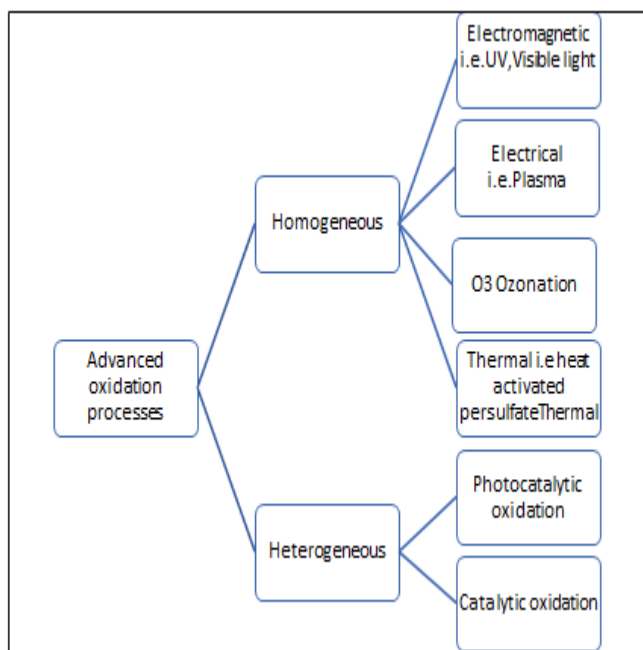 Electromagnetic
i.e.UV,Visible light
Electrical
i.e.Plasma
Homogeneous
O3 Ozonation
Advanced
oxidation
processes
Thermal i.e heat
activated
persulfateThermal
Photocatalytic
oxidation
Heterogeneous
Catalytic oxidation